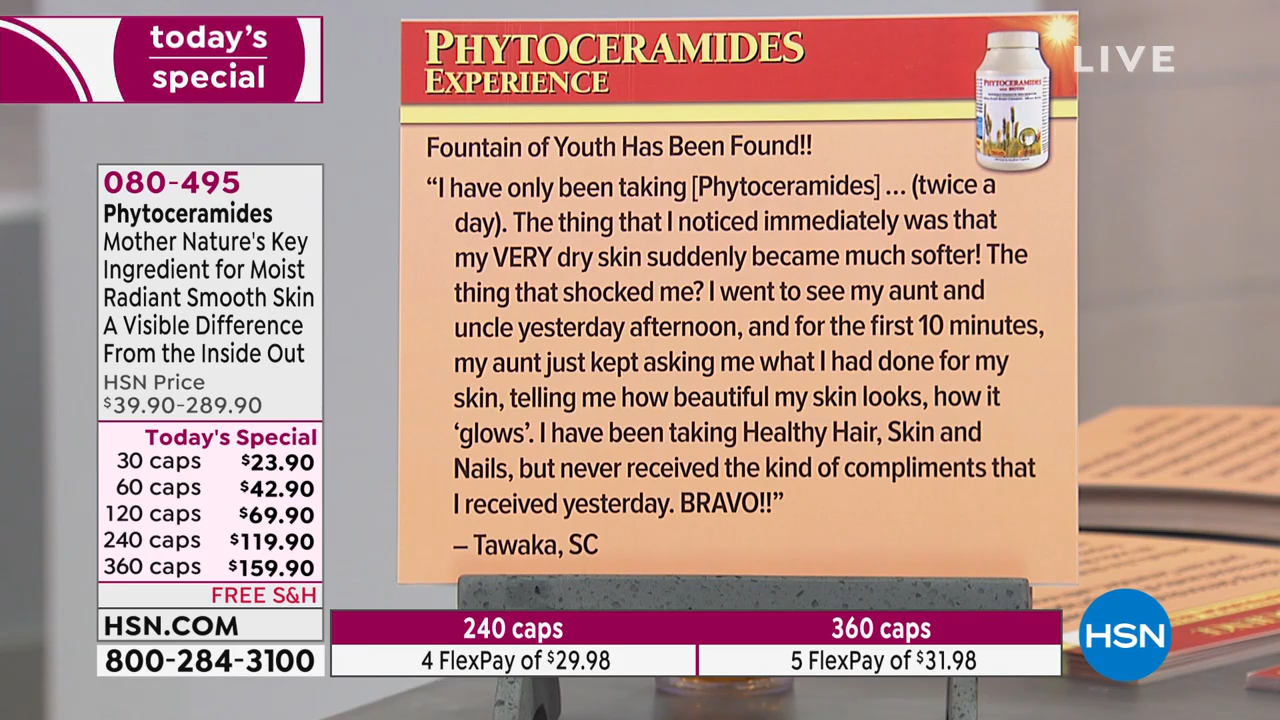 today's
special
080-495
Phytoceramides
Mother Nature's Key
Ingredient for Moist
Radiant Smooth Skin
A Visible Difference
From the Inside Out
HSN Price
$39.90-289.90
Today's Special
30 caps $23.90
60 caps $42.90
120 caps $69.90
240 caps $119.90
360 caps $159.90
FREE S&H
HSN.COM
800-284-3100
PHYTOCERAMIDES
EXPERIENCE
PHYTOCERAMIDES
LIVE
Fountain of Youth Has Been Found!!
“I have only been taking [Phytoceramides] ... (twice a
day). The thing that I noticed immediately was that
my VERY dry skin suddenly became much softer! The
thing that shocked me? I went to see my aunt and
uncle yesterday afternoon, and for the first 10 minutes,
my aunt just kept asking me what I had done for my
skin, telling me how beautiful my skin looks, how it
‘glows’. I have been taking Healthy Hair, Skin and
Nails, but never received the kind of compliments that
I received yesterday. BRAVO!!”
– Tawaka, SC
240 caps 360 caps
4 FlexPay of $29.98 5 FlexPay of $31.98
HSN